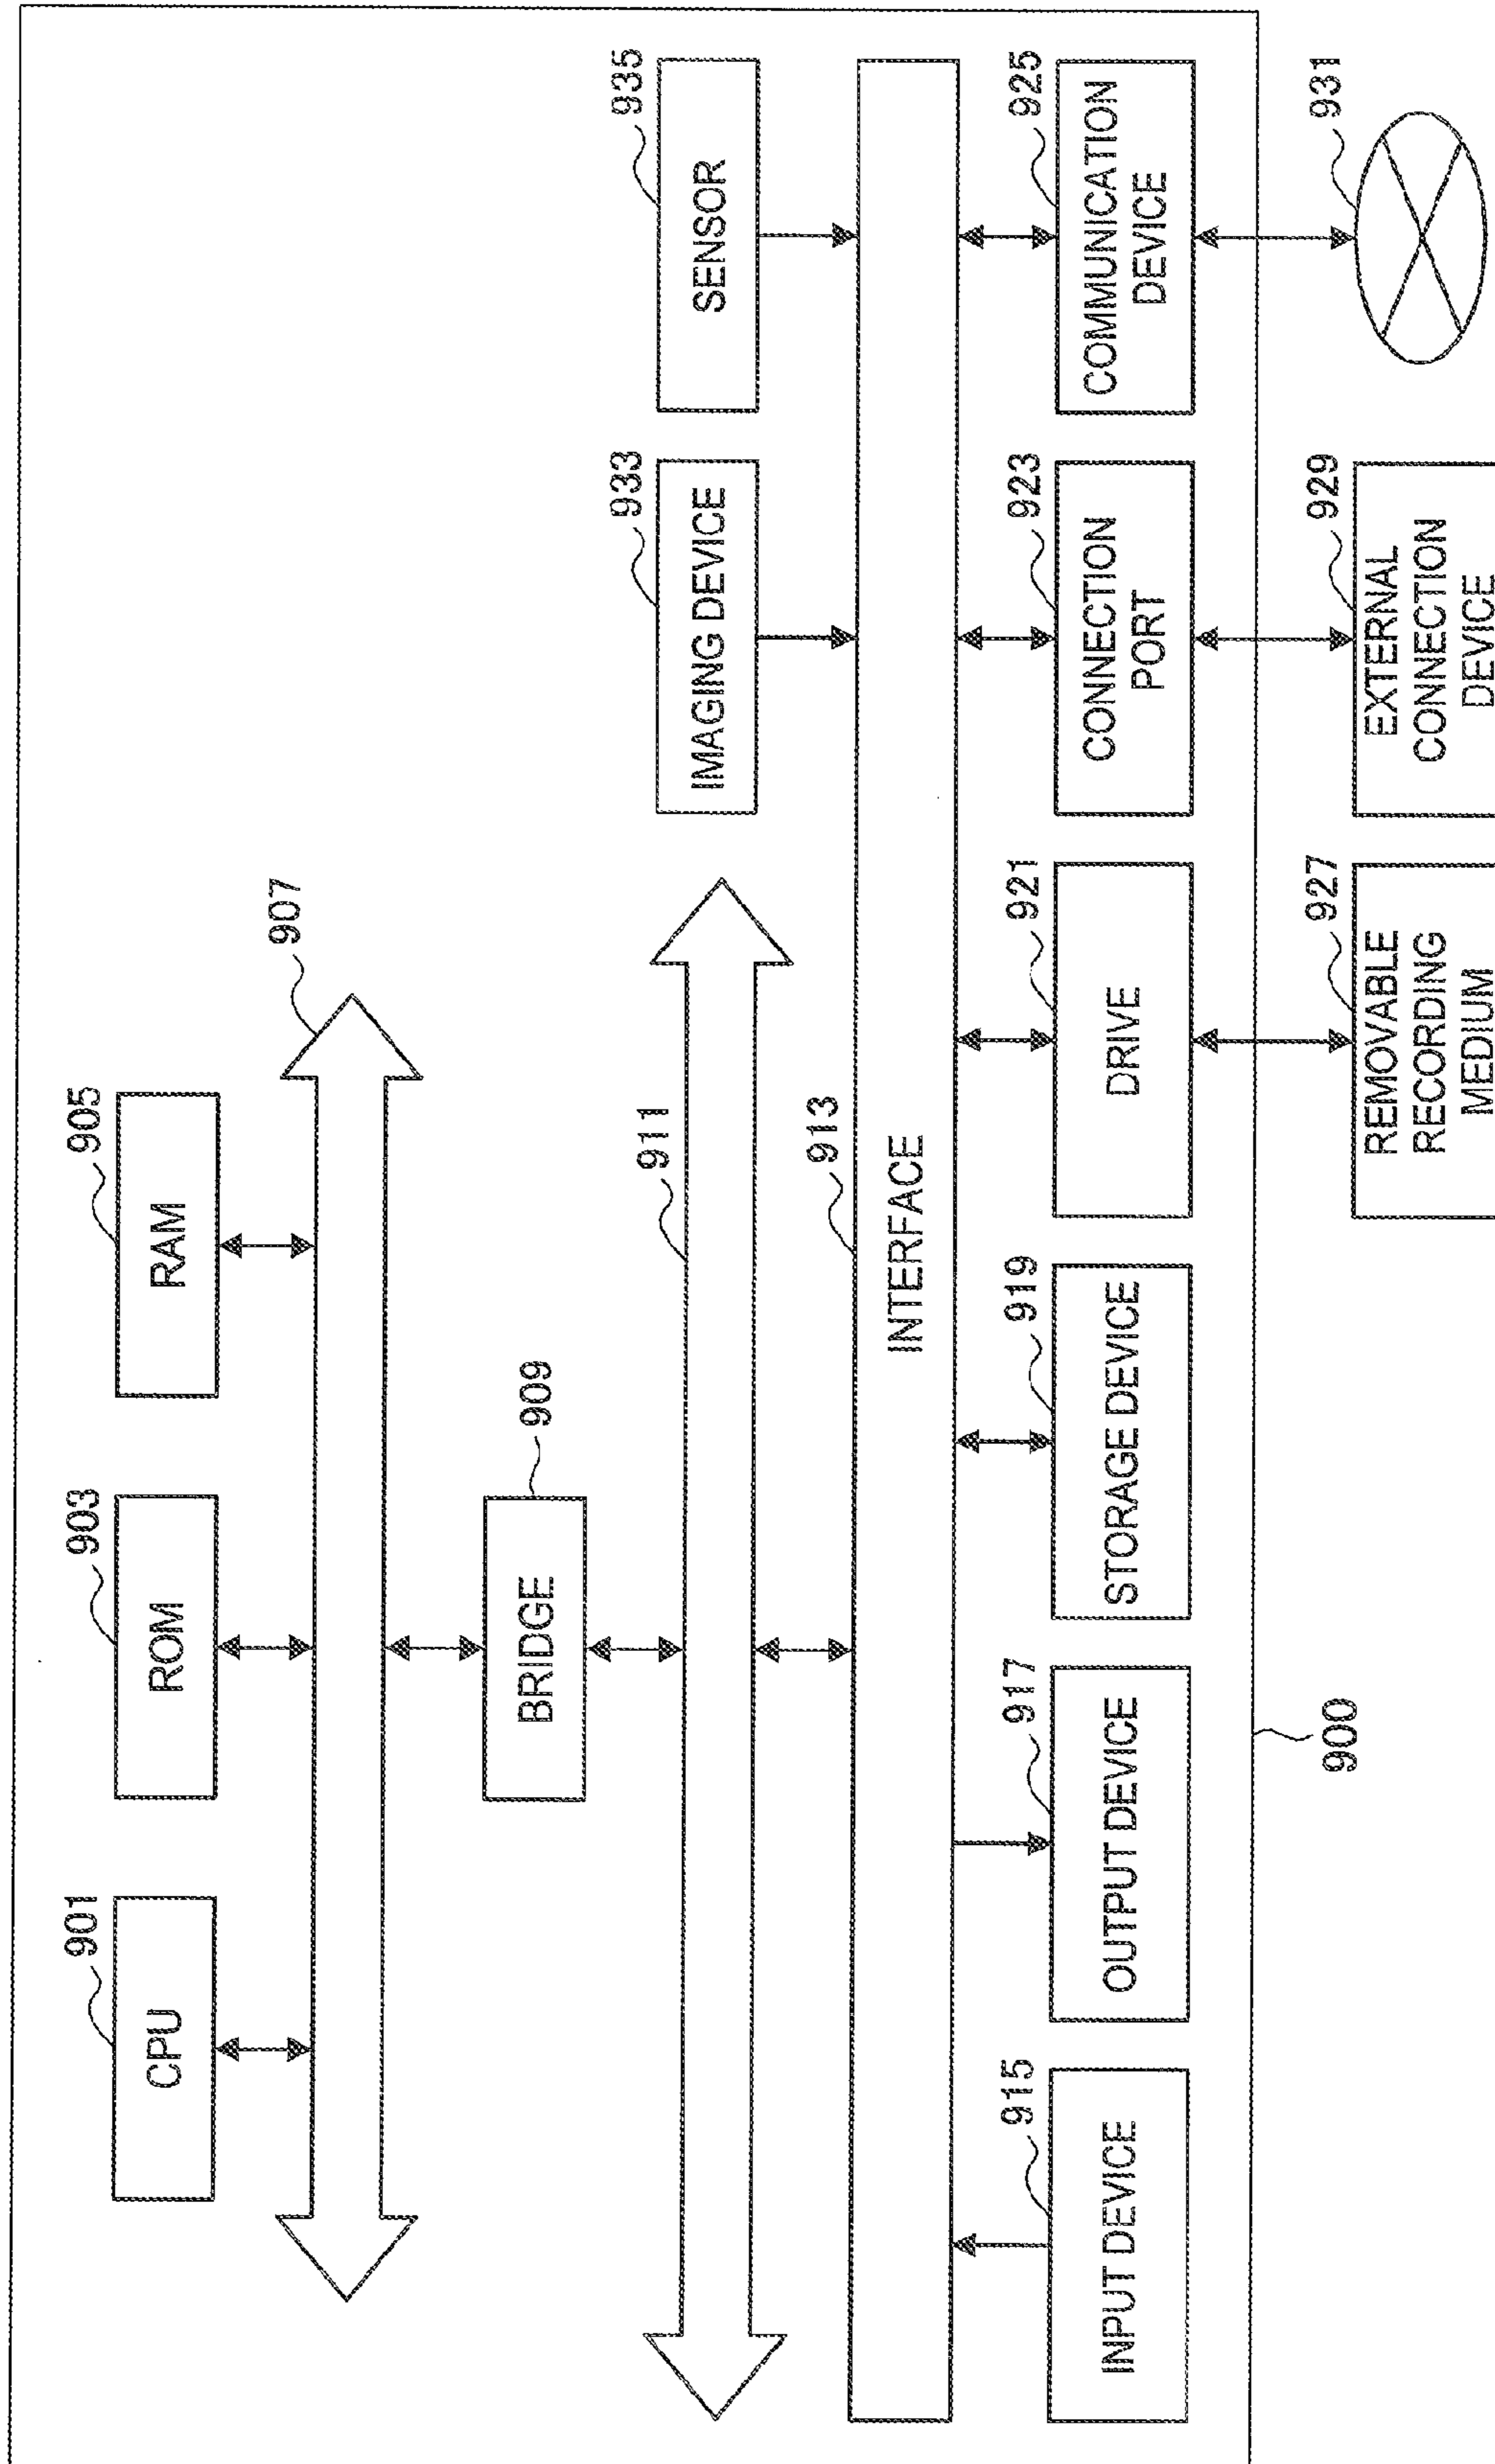 901
CPU
903
ROM
905
RAM
907
909
BRIDGE
911
933
IMAGING DEVICE
935
SENSOR
913
INTERFACE
915
INPUT DEVICE
917
OUTPUT DEVICE
919
STORAGE DEVICE
921
DRIVE
923
CONNECTION
PORT
925
COMMUNICATION
DEVICE
900
927
REMOVABLE
RECORDING
MEDIUM
929
EXTERNAL
CONNECTION
DEVICE
931